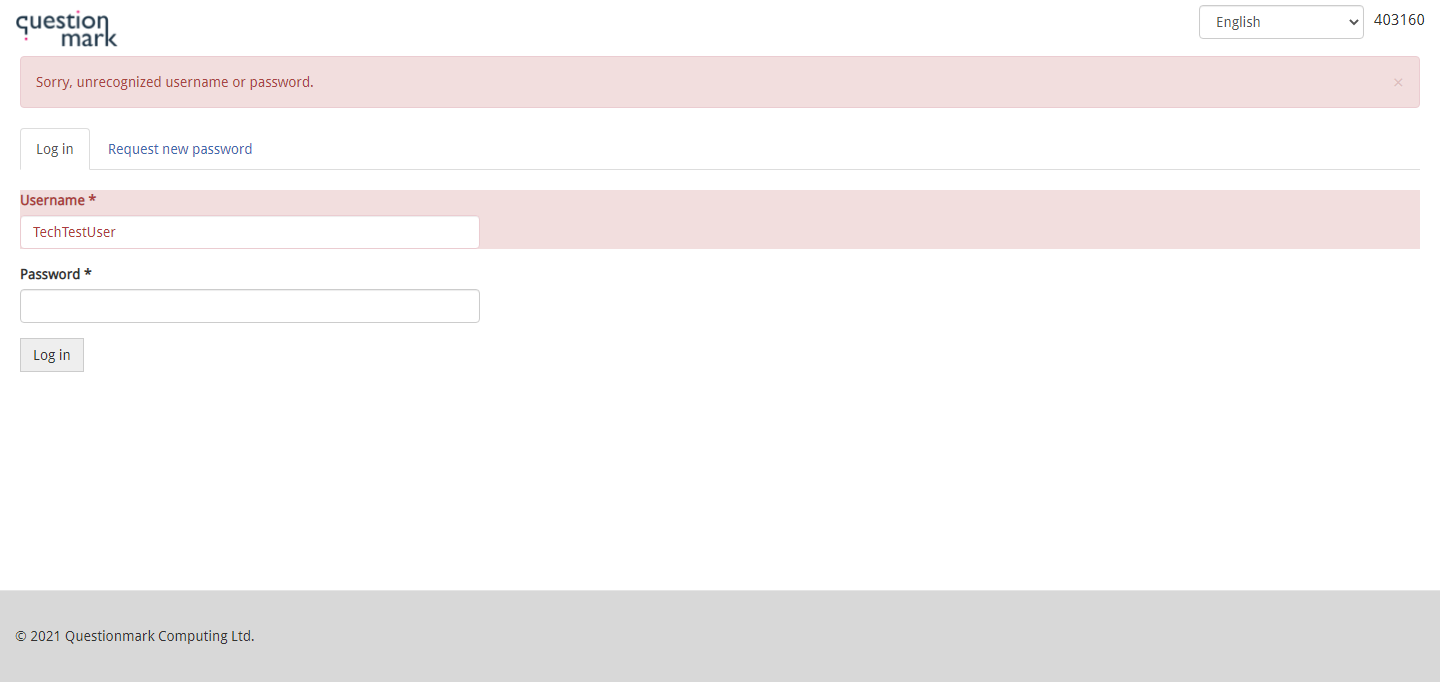 question
mark
English
403160
Sorry, unrecognized username or password.
×
Log in
Request new password
Username *
TechTestUser
Password *
Log in
© 2021 Questionmark Computing Ltd.